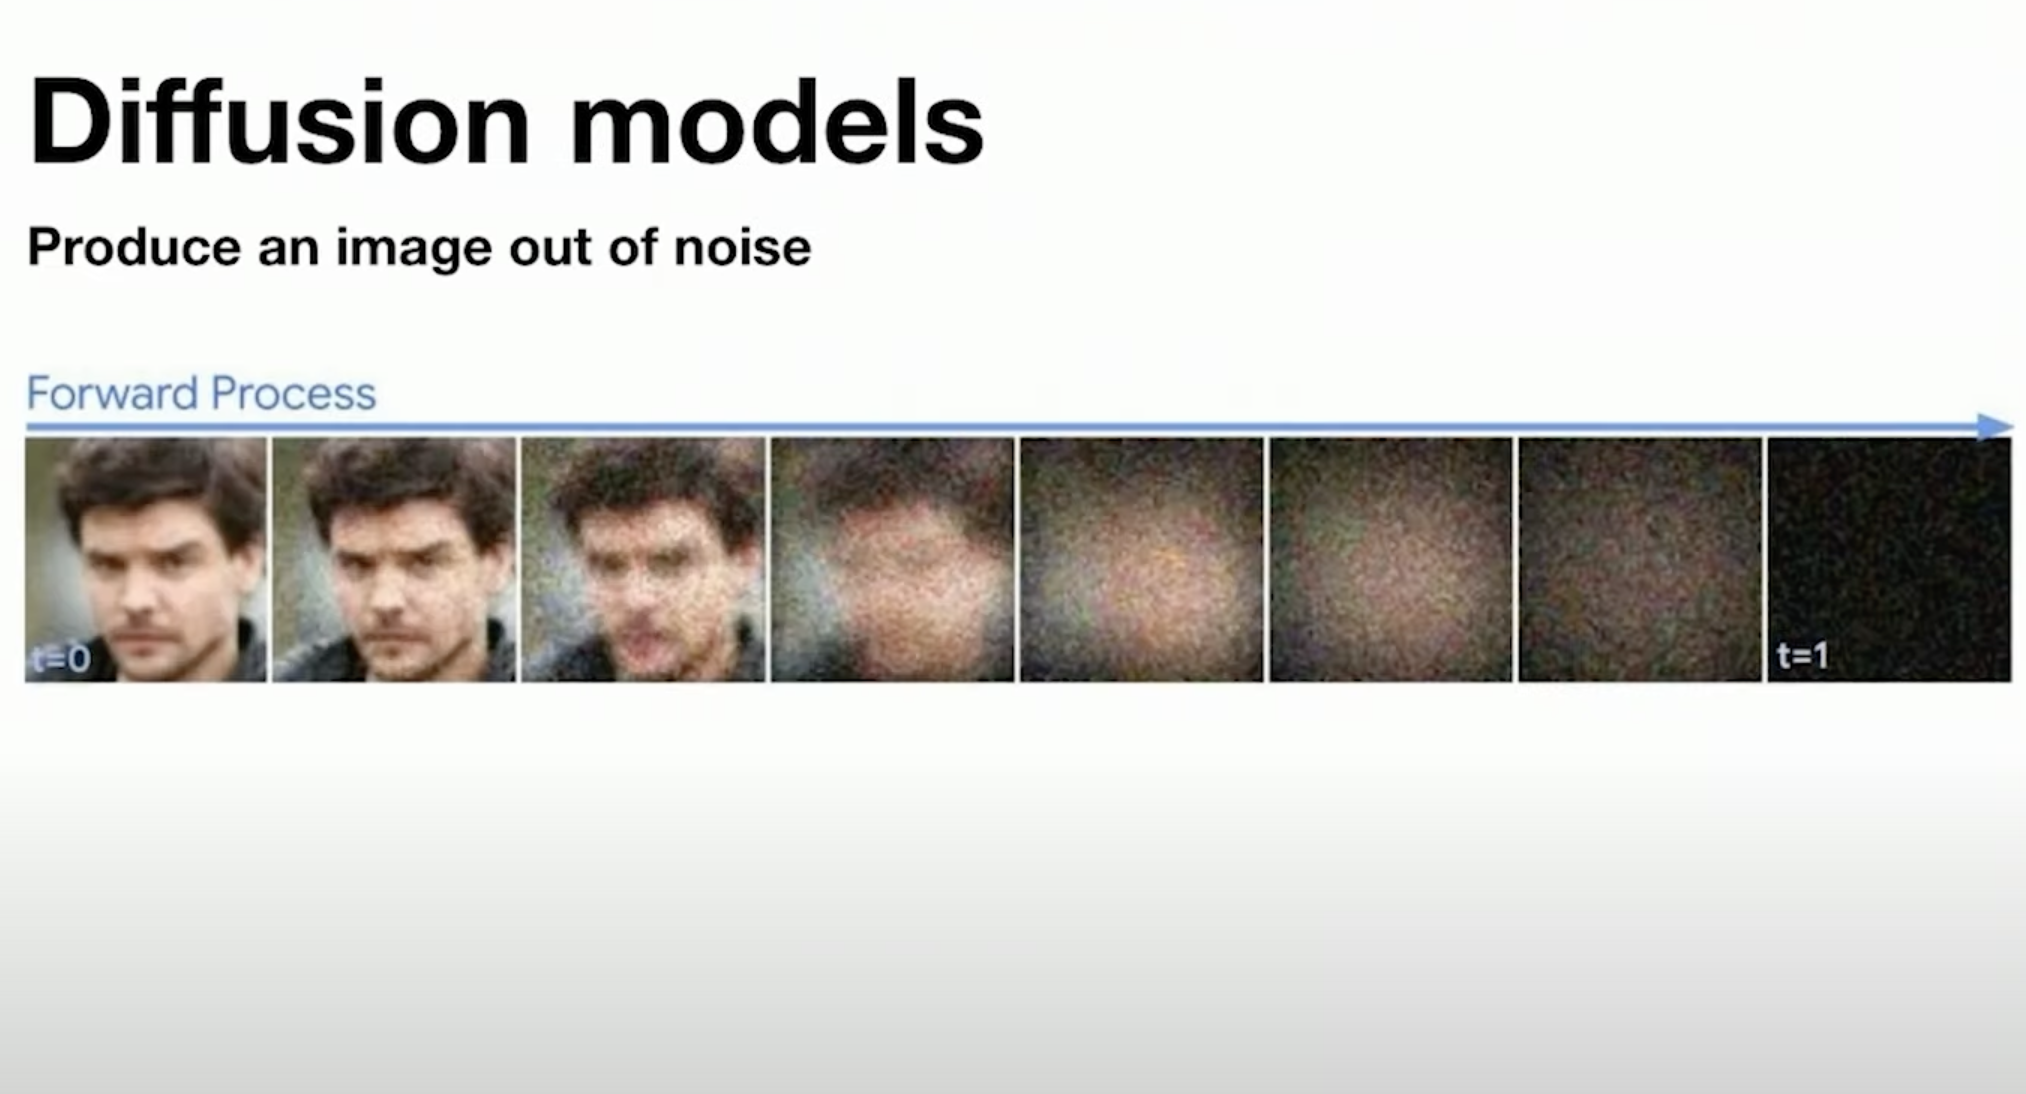 Diffusion models
Produce an image out of noise
Forward Process
t=0
t=1